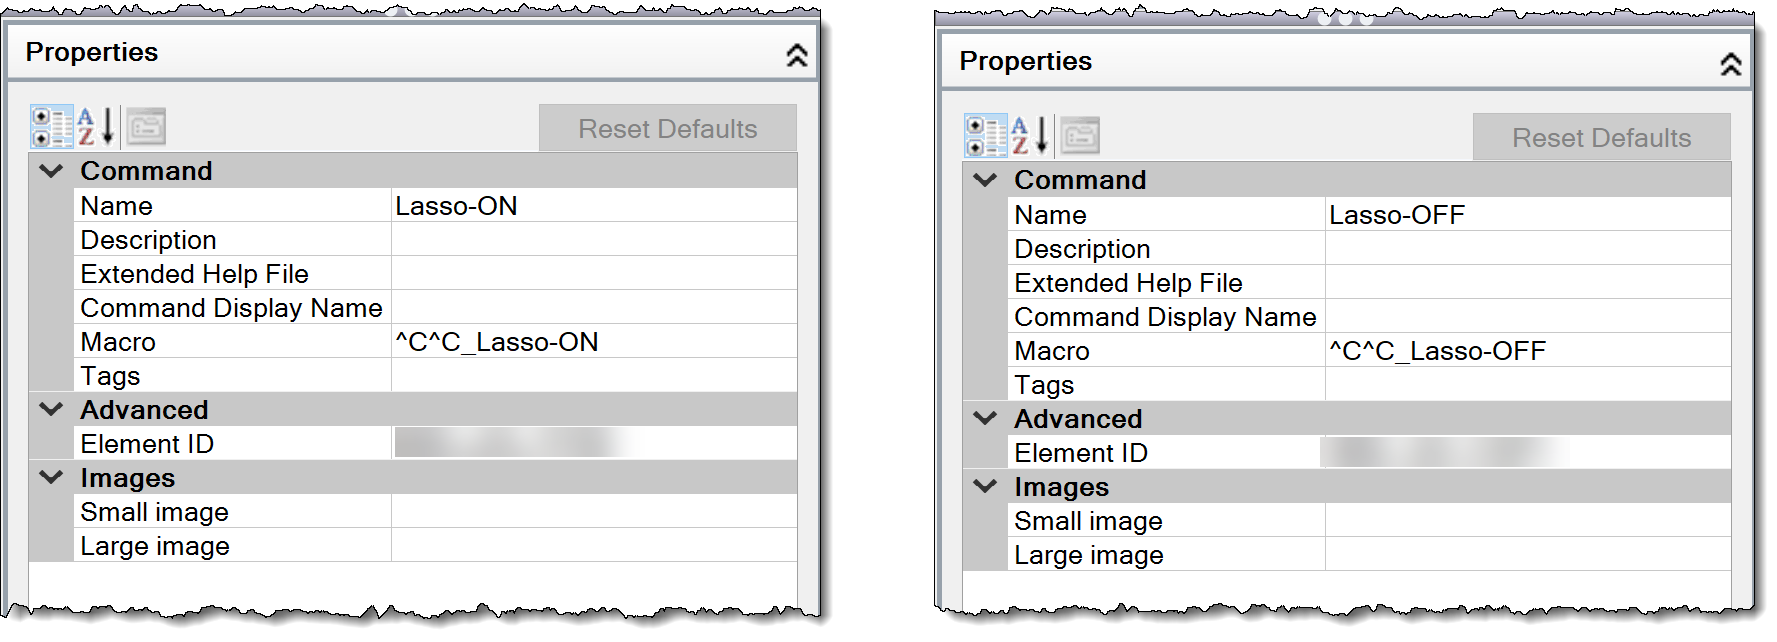 Properties
Reset Defaults
Command
Name Lasso-ON
Description
Extended Help File
Command Display Name
Macro ^C^C_Lasso-ON
Tags
Advanced
Element ID
Images
Small image
Large image
Properties
Reset Defaults
Command
Name Lasso-OFF
Description
Extended Help File
Command Display Name
Macro ^C^C_Lasso-OFF
Tags
Advanced
Element ID
Images
Small image
Large image